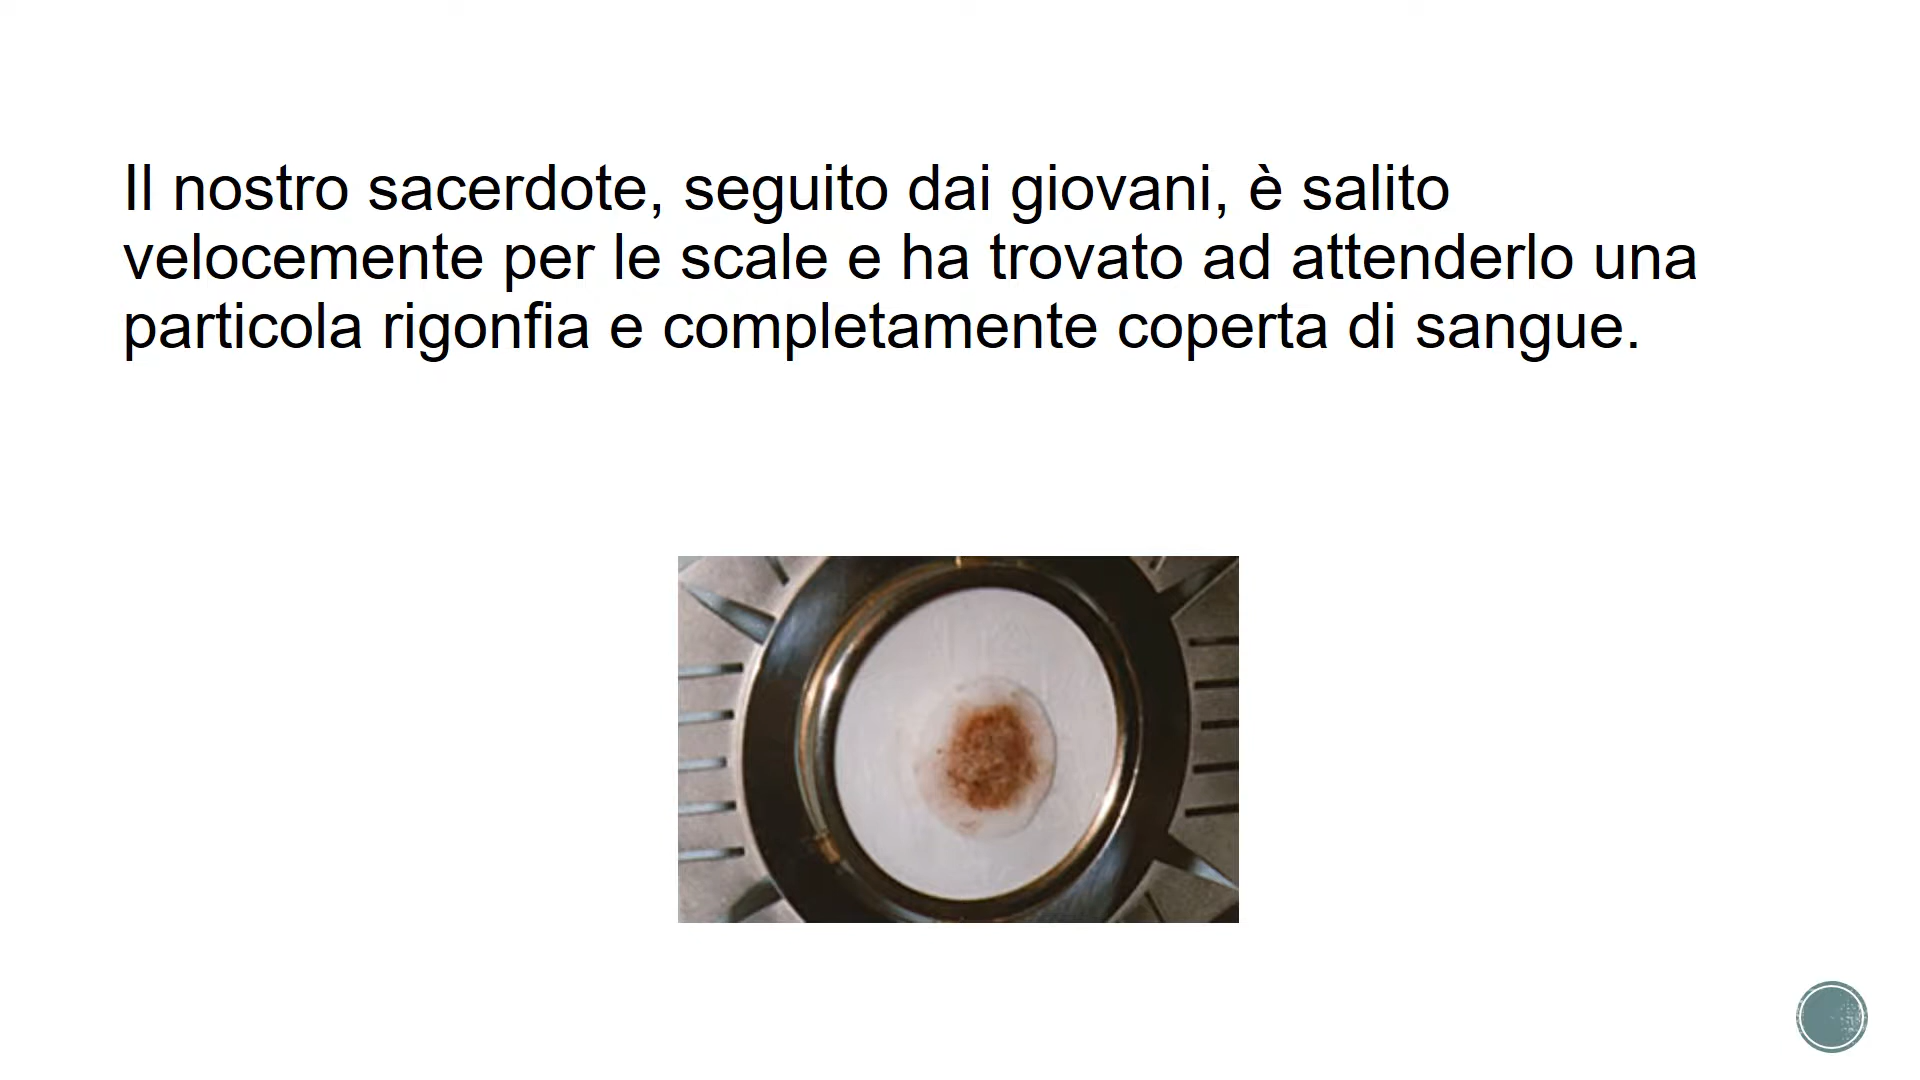 Il nostro sacerdote, seguito dai giovani, è salito
velocemente per le scale e ha trovato ad attenderlo una
particola rigonfia e completamente coperta di sangue.